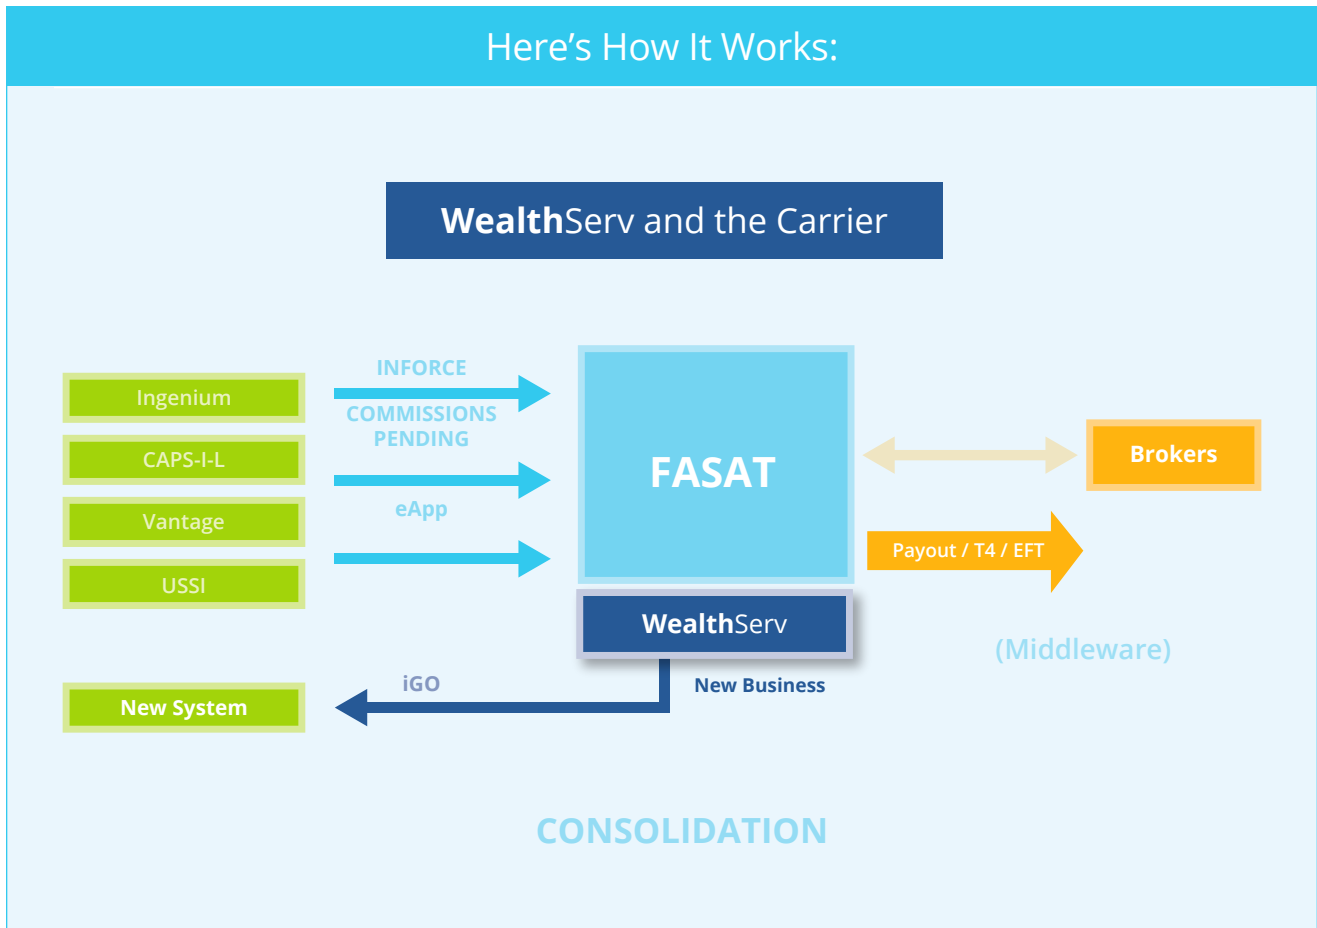 Here’s How It Works:
WealthServ and the Carrier
Ingenium
CAPS-I-L
Vantage
USSI
New System
INFORCE
COMMISSIONS
PENDING
eApp
iGO
FASAT
WealthServ
New Business
Brokers
Payout / T4 / EFT
(Middleware)
CONSOLIDATION